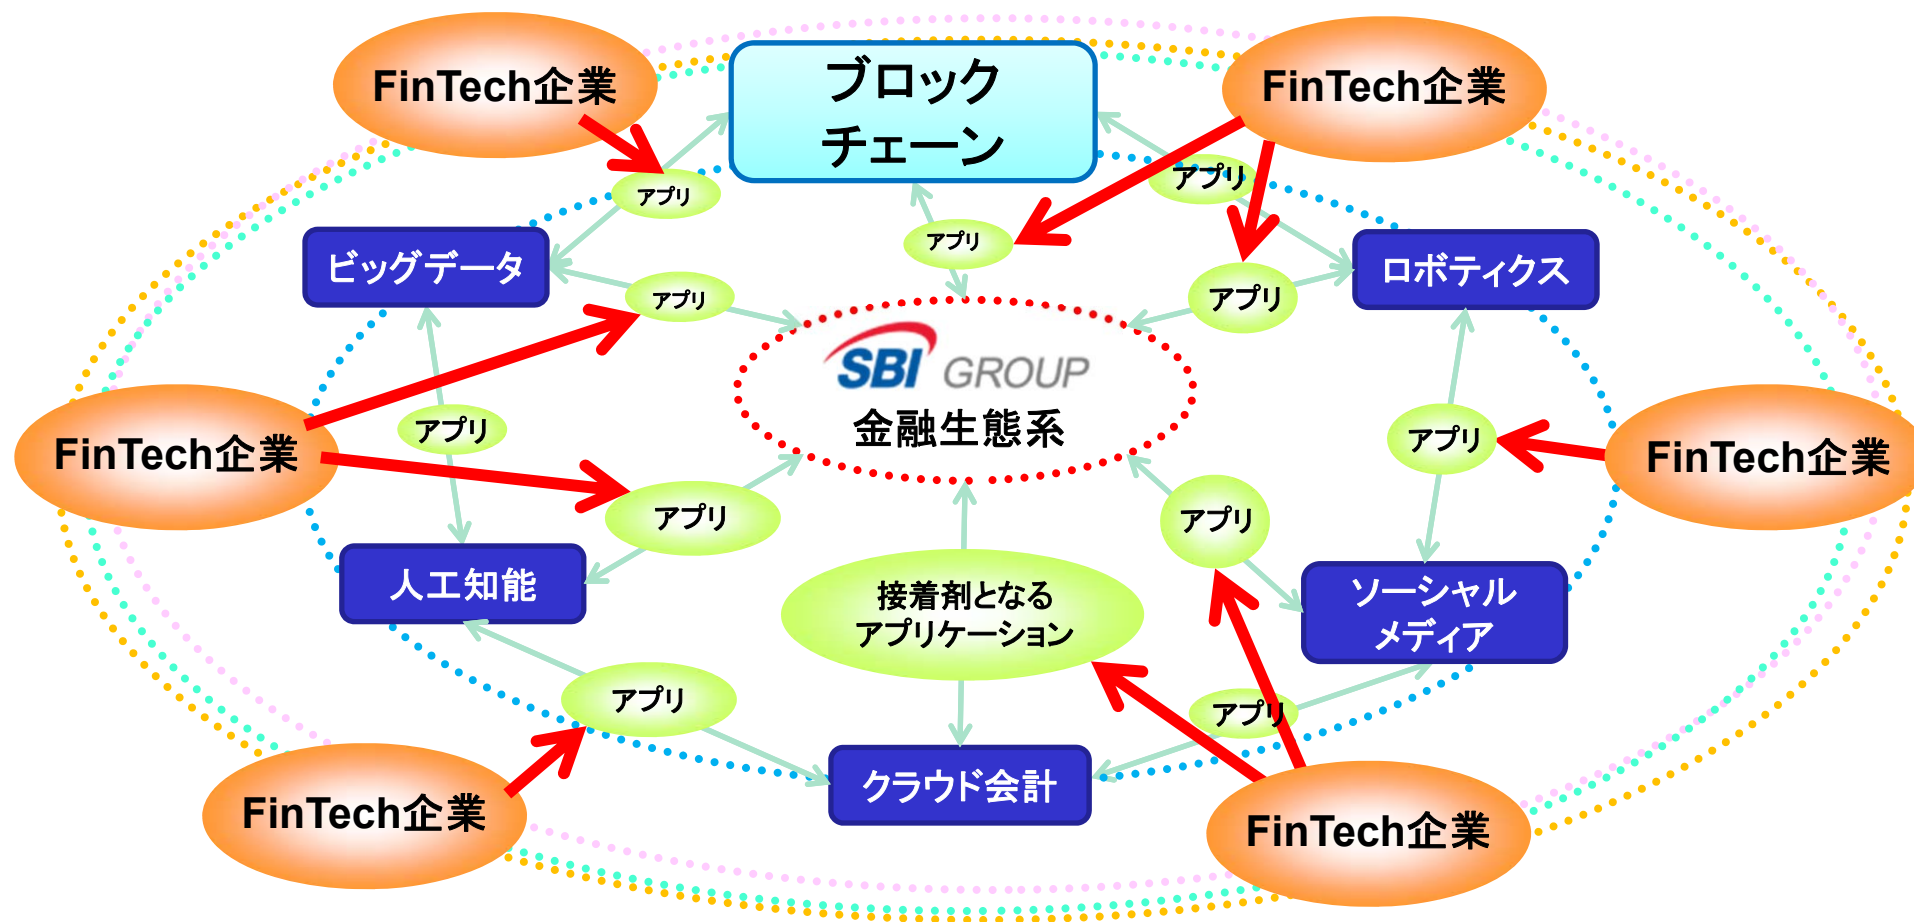 FinTech企業
ブロック
チェーン
FinTech企業
アプリ
アプリ
アプリ
ビッグデータ
ロボティクス
アプリ
アプリ
SBI GROUP
金融生態系
FinTech企業
アプリ
アプリ
FinTech企業
アプリ
アプリ
人工知能
接着剤となる
アプリケーション
ソーシャル
メディア
アプリ
アプリ
クラウド会計
FinTech企業
FinTech企業